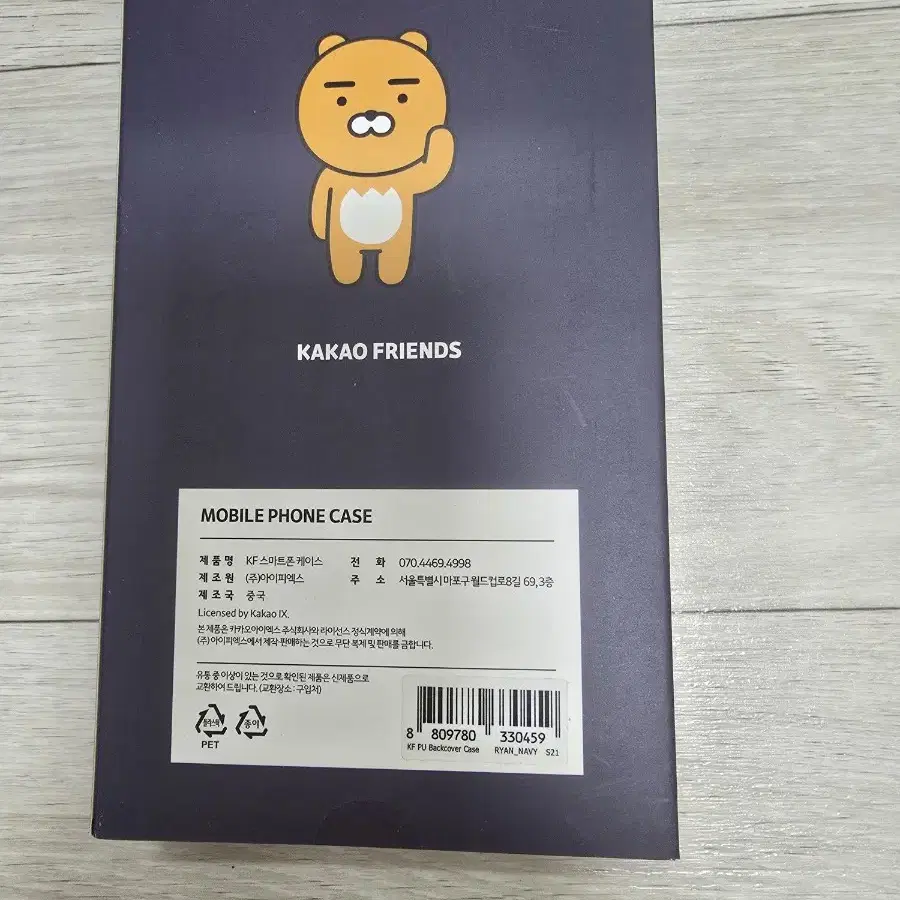 KAKAO FRIENDS
MOBILE PHONE CASE
제 품 명 KF 스마트폰 케이스 전 화 070.4469.4998
제 조 원 (주)아이피엑스 주 소 서울특별시 마포구 월드컵로8길 69, 3층
제 조 국 중국
Licensed by Kakao IX.
본 제품은 카카오아이엑스 주식회사와 라이선스 정식계약에 의해
(주)아이피엑스에서 제작·판매하는 것으로 무단 복제 및 판매를 금합니다.
유통 중 이상이 있는 것으로 확인된 제품은 신제품으로
교환하여 드립니다. (교환장소 : 구입처)
플라스틱 종이
PET
8 809780 330459
KF PU Backcover Case RYAN_NAVY S21